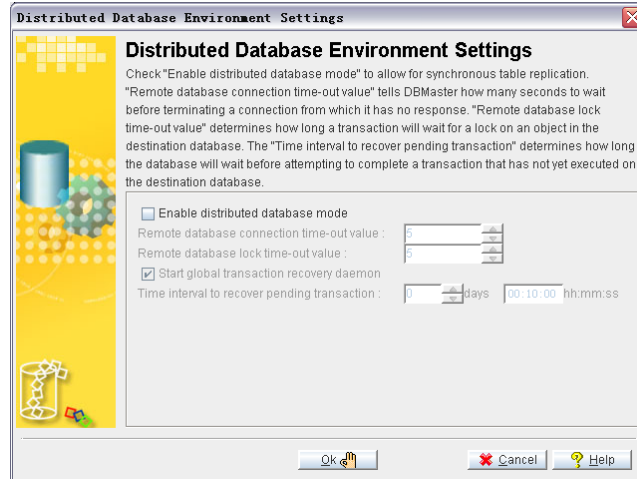 Distributed Database Environment Settings
Distributed Database Environment Settings
Check "Enable distributed database mode" to allow for synchronous table replication.
"Remote database connection time-out value" tells DBMaster how many seconds to wait
before terminating a connection from which it has no response. "Remote database lock
time-out value" determines how long a transaction will wait for a lock on an object in the
destination database. The "Time interval to recover pending transaction" determines how long
the database will wait before attempting to complete a transaction that has not yet executed on
the destination database.
Enable distributed database mode
Remote database connection time-out value : 5
Remote database lock time-out value : 5
Start global transaction recovery daemon
Time interval to recover pending transaction : 0 days 00:10:00 hh:mm:ss
Ok Cancel Help